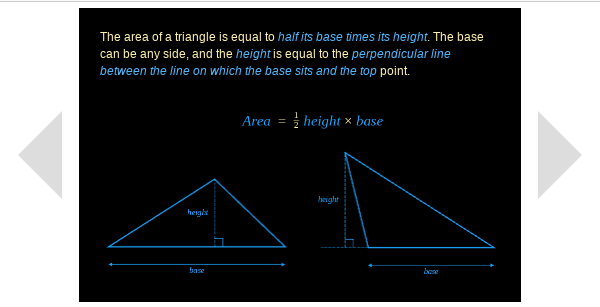 The area of a triangle is equal to half its base times its height. The base
can be any side, and the height is equal to the perpendicular line
between the line on which the base sits and the top point.
Area = ½ height × base
height
height
base
base